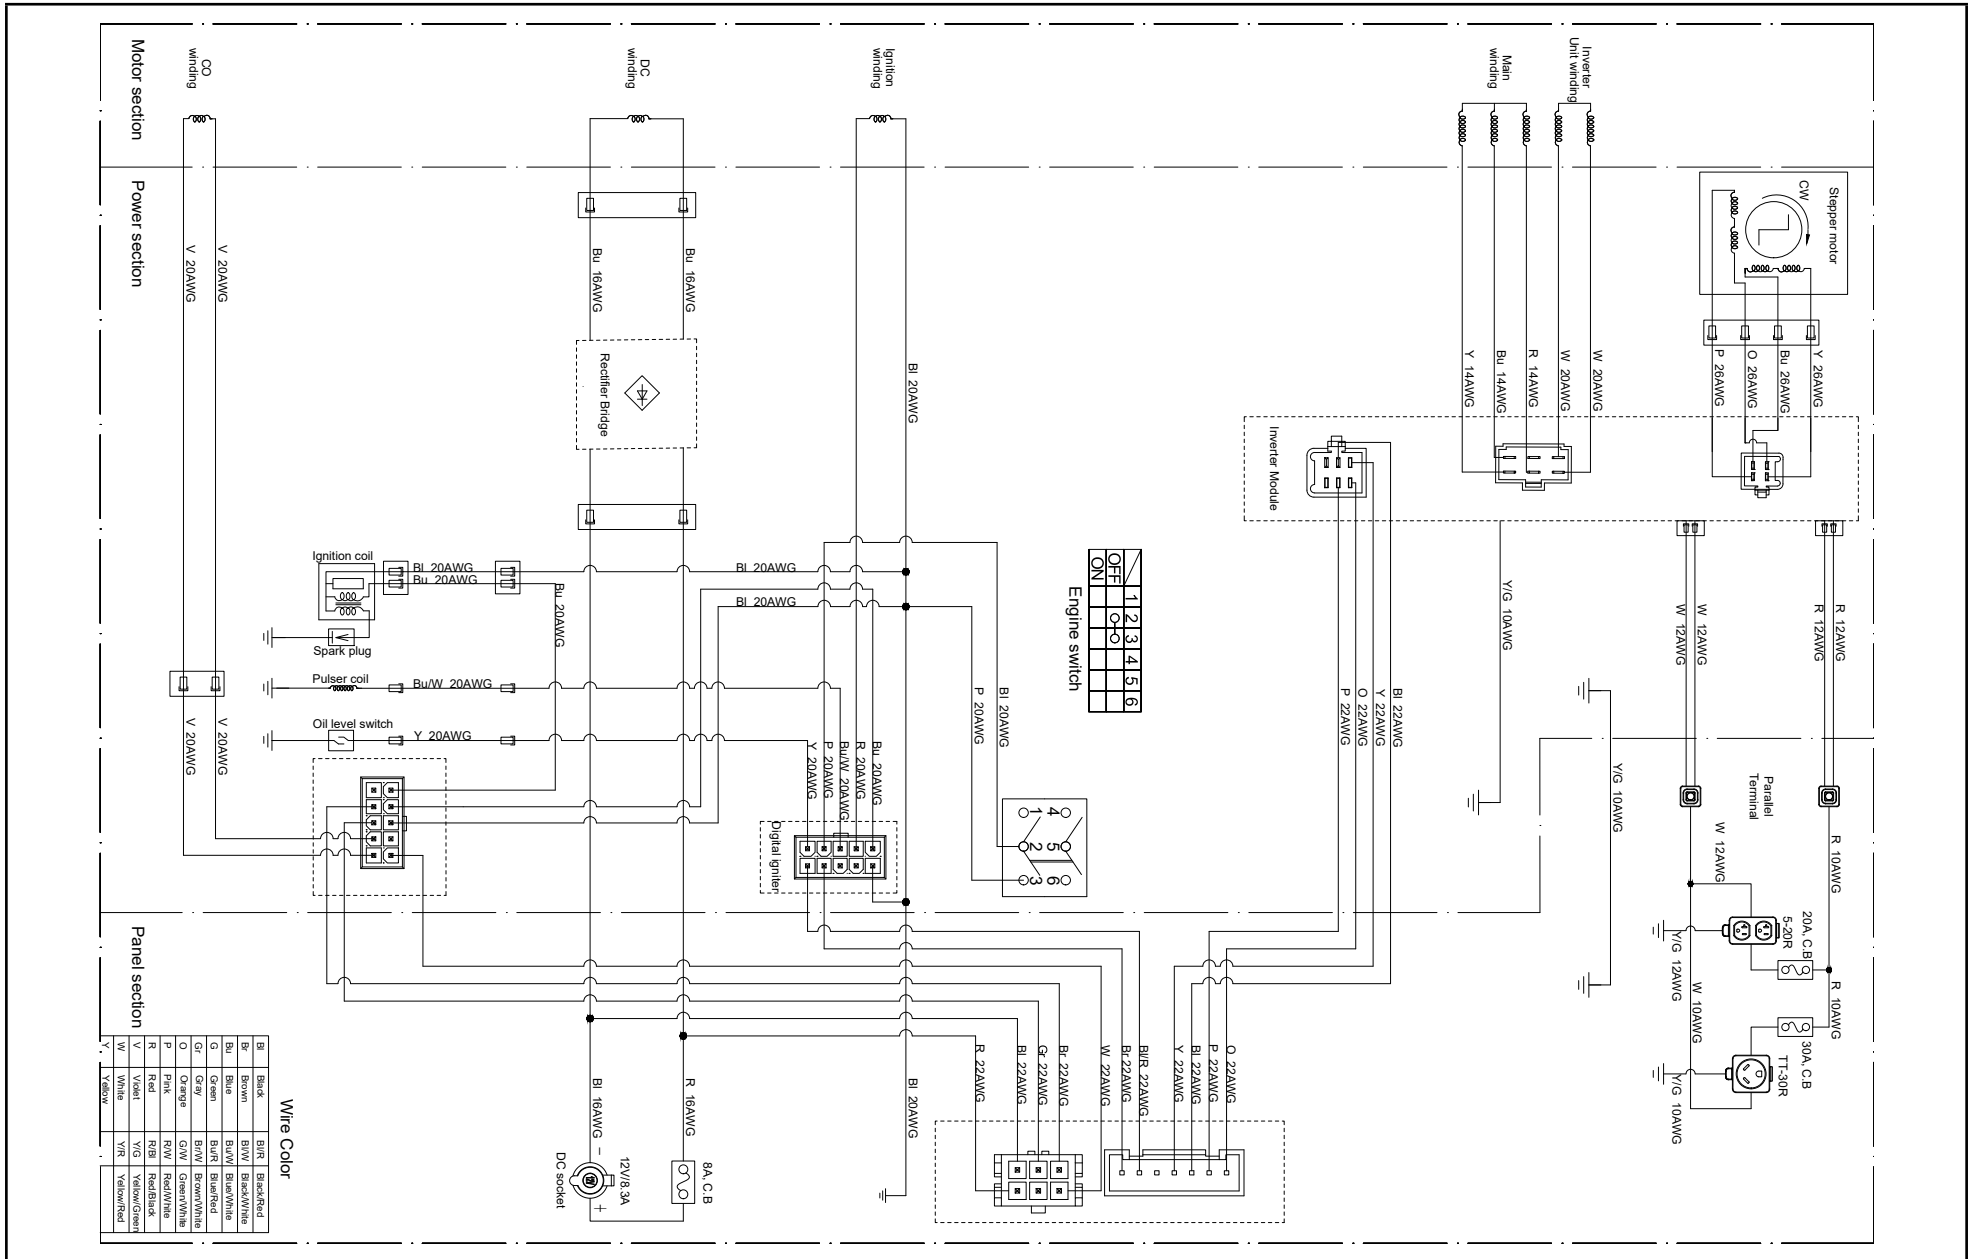 Motor section
CO
winding
DC
winding
Ignition
winding
Main
winding
Inverter
Unit winding
Power section
V 20AWG
V 20AWG
Bu 16AWG
Bu 16AWG
Rectifier Bridge
Bl 20AWG
Y 14AWG
Bu 14AWG
R 14AWG
W 20AWG
W 20AWG
Stepper motor
CW
P 26AWG
O 26AWG
Bu 26AWG
Y 26AWG
Inverter Module
Ignition coil
Bl 20AWG
Bu 20AWG
Bu 20AWG
Spark plug
Pulser coil
Bu/W 20AWG
Oil level switch
Y 20AWG
V 20AWG
V 20AWG
Bl 20AWG
Bl 20AWG
Y 20AWG
P 20AWG
Bu/W 20AWG
R 20AWG
Bu 20AWG
Digital igniter
P 20AWG
Bl 20AWG
1 2 3 4 5 6
OFF
ON
Engine switch
4 5 6
1 2 3
P 22AWG
O 22AWG
Y 22AWG
Bl 22AWG
Y/G 10AWG
Y/G 10AWG
W 12AWG
W 12AWG
R 12AWG
R 12AWG
Parallel
Terminal
W 12AWG
R 10AWG
20A, C.B
5-20R
Y/G 12AWG
W 10AWG
R 10AWG
30A, C.B
TT-30R
Y/G 10AWG
Panel section
R 22AWG
Bl 22AWG
Gr 22AWG
Br 22AWG
W 22AWG
Br 22AWG
Bl/R 22AWG
Y 22AWG
Bl 22AWG
P 22AWG
O 22AWG
Bl 16AWG
R 16AWG
Bl 20AWG
−
+
12V/8.3A
DC socket
8A, C.B
Wire Color
Bl Black Bl/R Black/Red
Br Brown Bl/W Black/White
Bu Blue Bu/W Blue/White
G Green Bu/R Blue/Red
Gr Gray Br/W Brown/White
O Orange G/W Green/White
P Pink R/W Red/White
R Red R/Bl Red/Black
V Violet Y/G Yellow/Green
W White Y/R Yellow/Red
Y Yellow